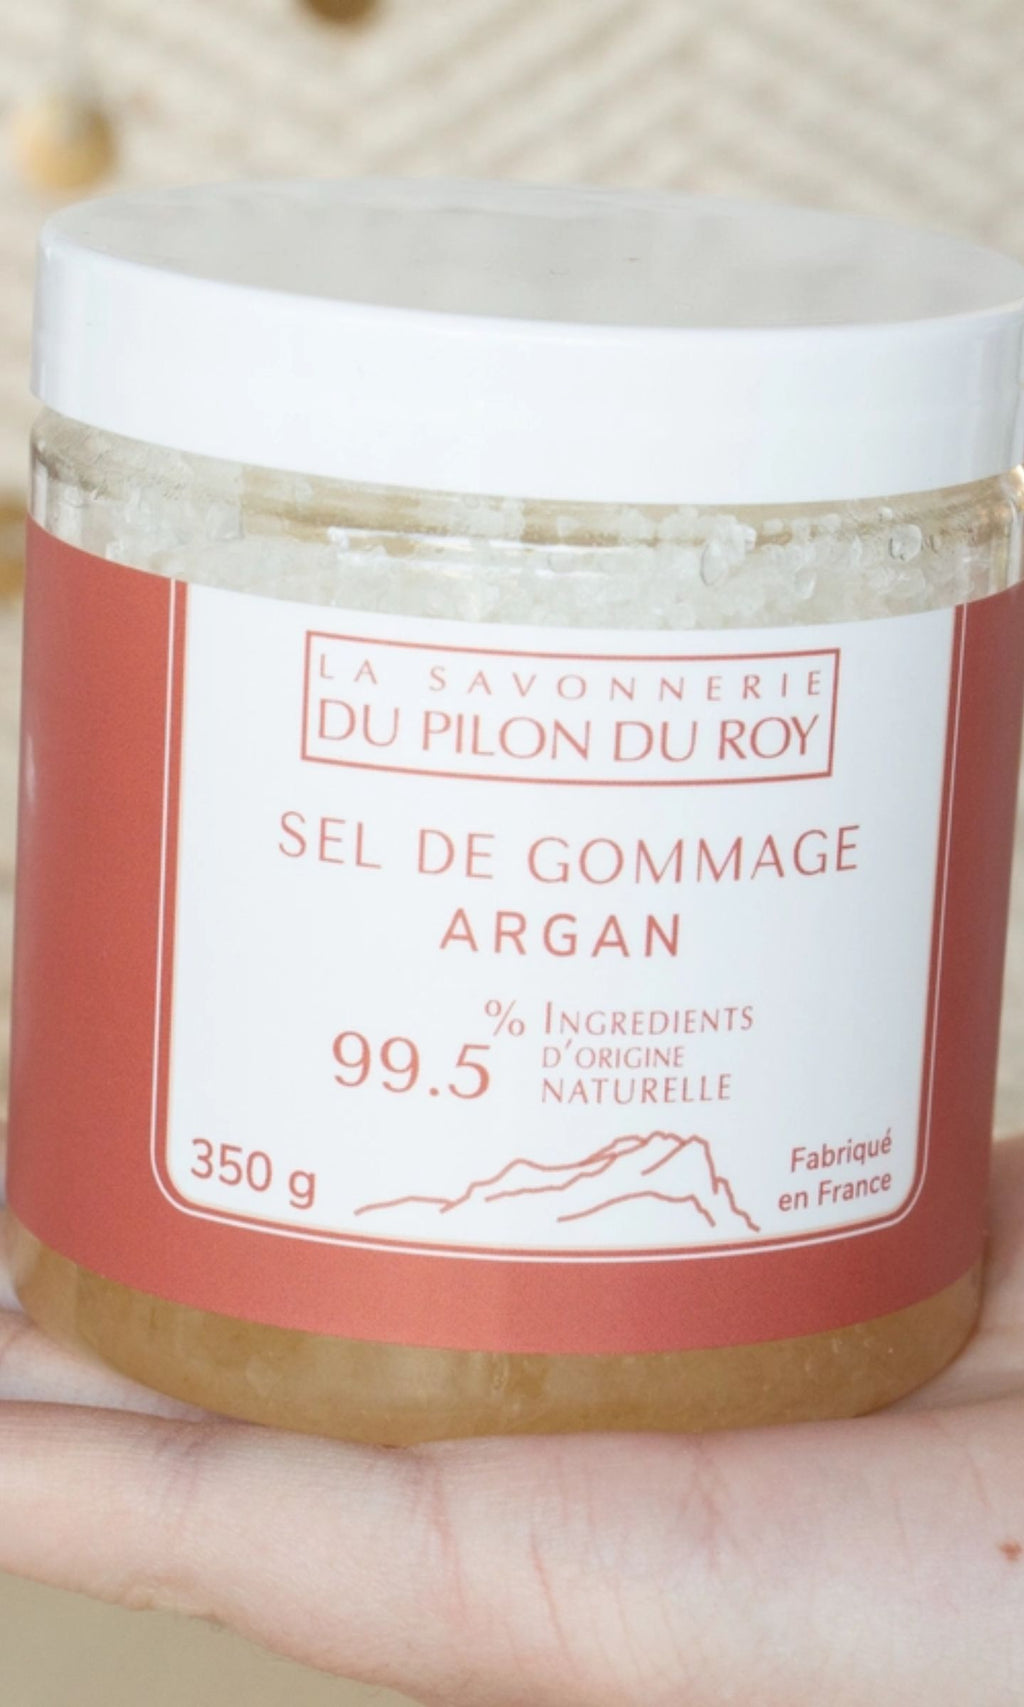 LA SAVONNERIE
DU PILON DU ROY
SEL DE GOMMAGE
ARGAN
99.5 % INGREDIENTS
D'ORIGINE
NATURELLE
350 g
Fabriqué
en France